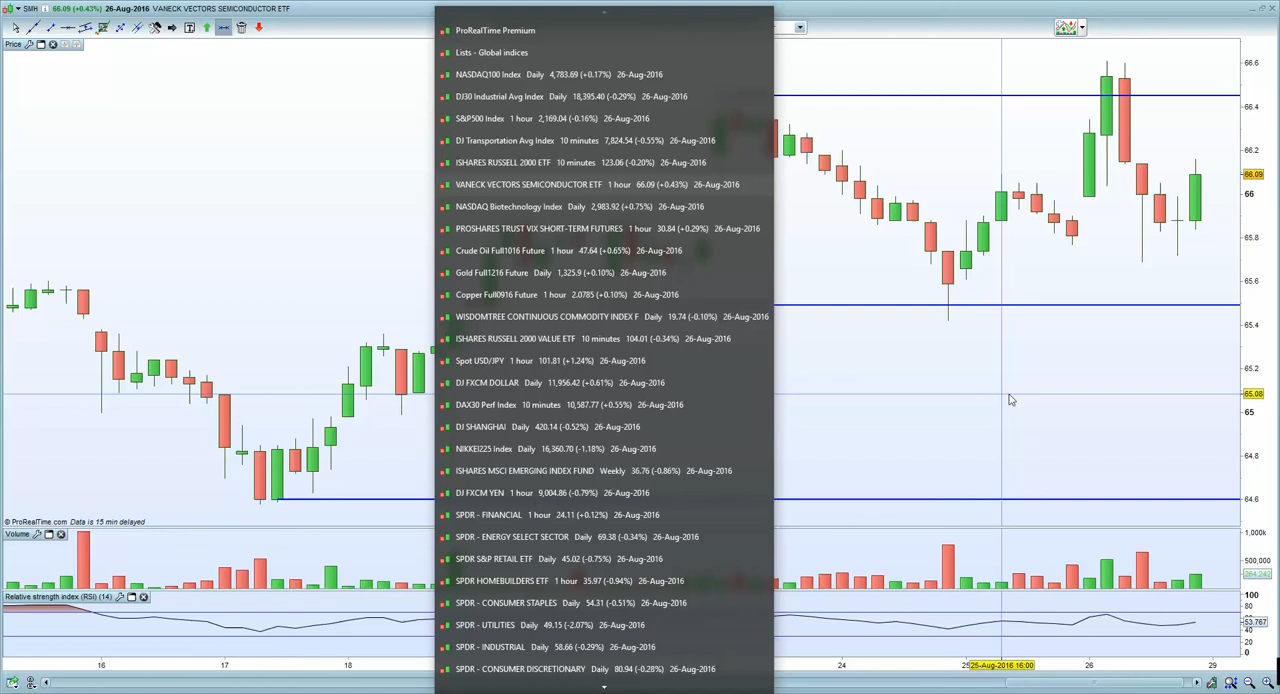 SMH
66.09 (+0.43%) 26-Aug-2016 VANECK VECTORS SEMICONDUCTOR ETF
Price
ProRealTime Premium
Lists - Global indices
NASDAQ100 Index Daily 4,783.69 (+0.17%) 26-Aug-2016
DJ30 Industrial Avg Index Daily 18,395.40 (-0.29%) 26-Aug-2016
S&P500 Index 1 hour 2,169.04 (-0.16%) 26-Aug-2016
DJ Transportation Avg Index 10 minutes 7,824.54 (-0.55%) 26-Aug-2016
ISHARES RUSSELL 2000 ETF 10 minutes 123.06 (-0.20%) 26-Aug-2016
VANECK VECTORS SEMICONDUCTOR ETF 1 hour 66.09 (+0.43%) 26-Aug-2016
NASDAQ Biotechnology Index Daily 2,983.92 (+0.75%) 26-Aug-2016
PROSHARES TRUST VIX SHORT-TERM FUTURES 1 hour 30.84 (+0.29%) 26-Aug-2016
Crude Oil Full1016 Future 1 hour 47.64 (+0.65%) 26-Aug-2016
Gold Full1216 Future Daily 1,325.9 (+0.10%) 26-Aug-2016
Copper Full0916 Future 1 hour 2.0785 (+0.10%) 26-Aug-2016
WISDOMTREE CONTINUOUS COMMODITY INDEX F Daily 19.74 (-0.10%) 26-Aug-2016
ISHARES RUSSELL 2000 VALUE ETF 10 minutes 104.01 (-0.34%) 26-Aug-2016
Spot USD/JPY 1 hour 101.81 (+1.24%) 26-Aug-2016
DJ FXCM DOLLAR Daily 11,956.42 (+0.61%) 26-Aug-2016
DAX30 Perf Index 10 minutes 10,587.77 (+0.55%) 26-Aug-2016
DJ SHANGHAI Daily 420.14 (-0.52%) 26-Aug-2016
NIKKEI225 Index Daily 16,360.70 (-1.18%) 26-Aug-2016
ISHARES MSCI EMERGING INDEX FUND Weekly 36.76 (-0.86%) 26-Aug-2016
DJ FXCM YEN 1 hour 9,004.86 (-0.79%) 26-Aug-2016
SPDR - FINANCIAL 1 hour 24.11 (+0.12%) 26-Aug-2016
SPDR - ENERGY SELECT SECTOR Daily 69.38 (-0.34%) 26-Aug-2016
SPDR S&P RETAIL ETF Daily 45.02 (-0.75%) 26-Aug-2016
SPDR HOMEBUILDERS ETF 1 hour 35.97 (-0.94%) 26-Aug-2016
SPDR - CONSUMER STAPLES Daily 54.31 (-0.51%) 26-Aug-2016
SPDR - UTILITIES Daily 49.15 (-2.07%) 26-Aug-2016
SPDR - INDUSTRIAL Daily 58.66 (-0.29%) 26-Aug-2016
SPDR - CONSUMER DISCRETIONARY Daily 80.94 (-0.28%) 26-Aug-2016
66.6
66.4
66.2
66.09
66
65.8
65.6
65.4
65.2
65.08
65
64.8
64.6
© ProRealTime.com Data is 15 min delayed
Volume
1000k
500,000
264,242
Relative strength index (RSI) (14)
100
80
53.767
40
20
0
16
17
18
24
25
25-Aug-2016 16:00
26
29